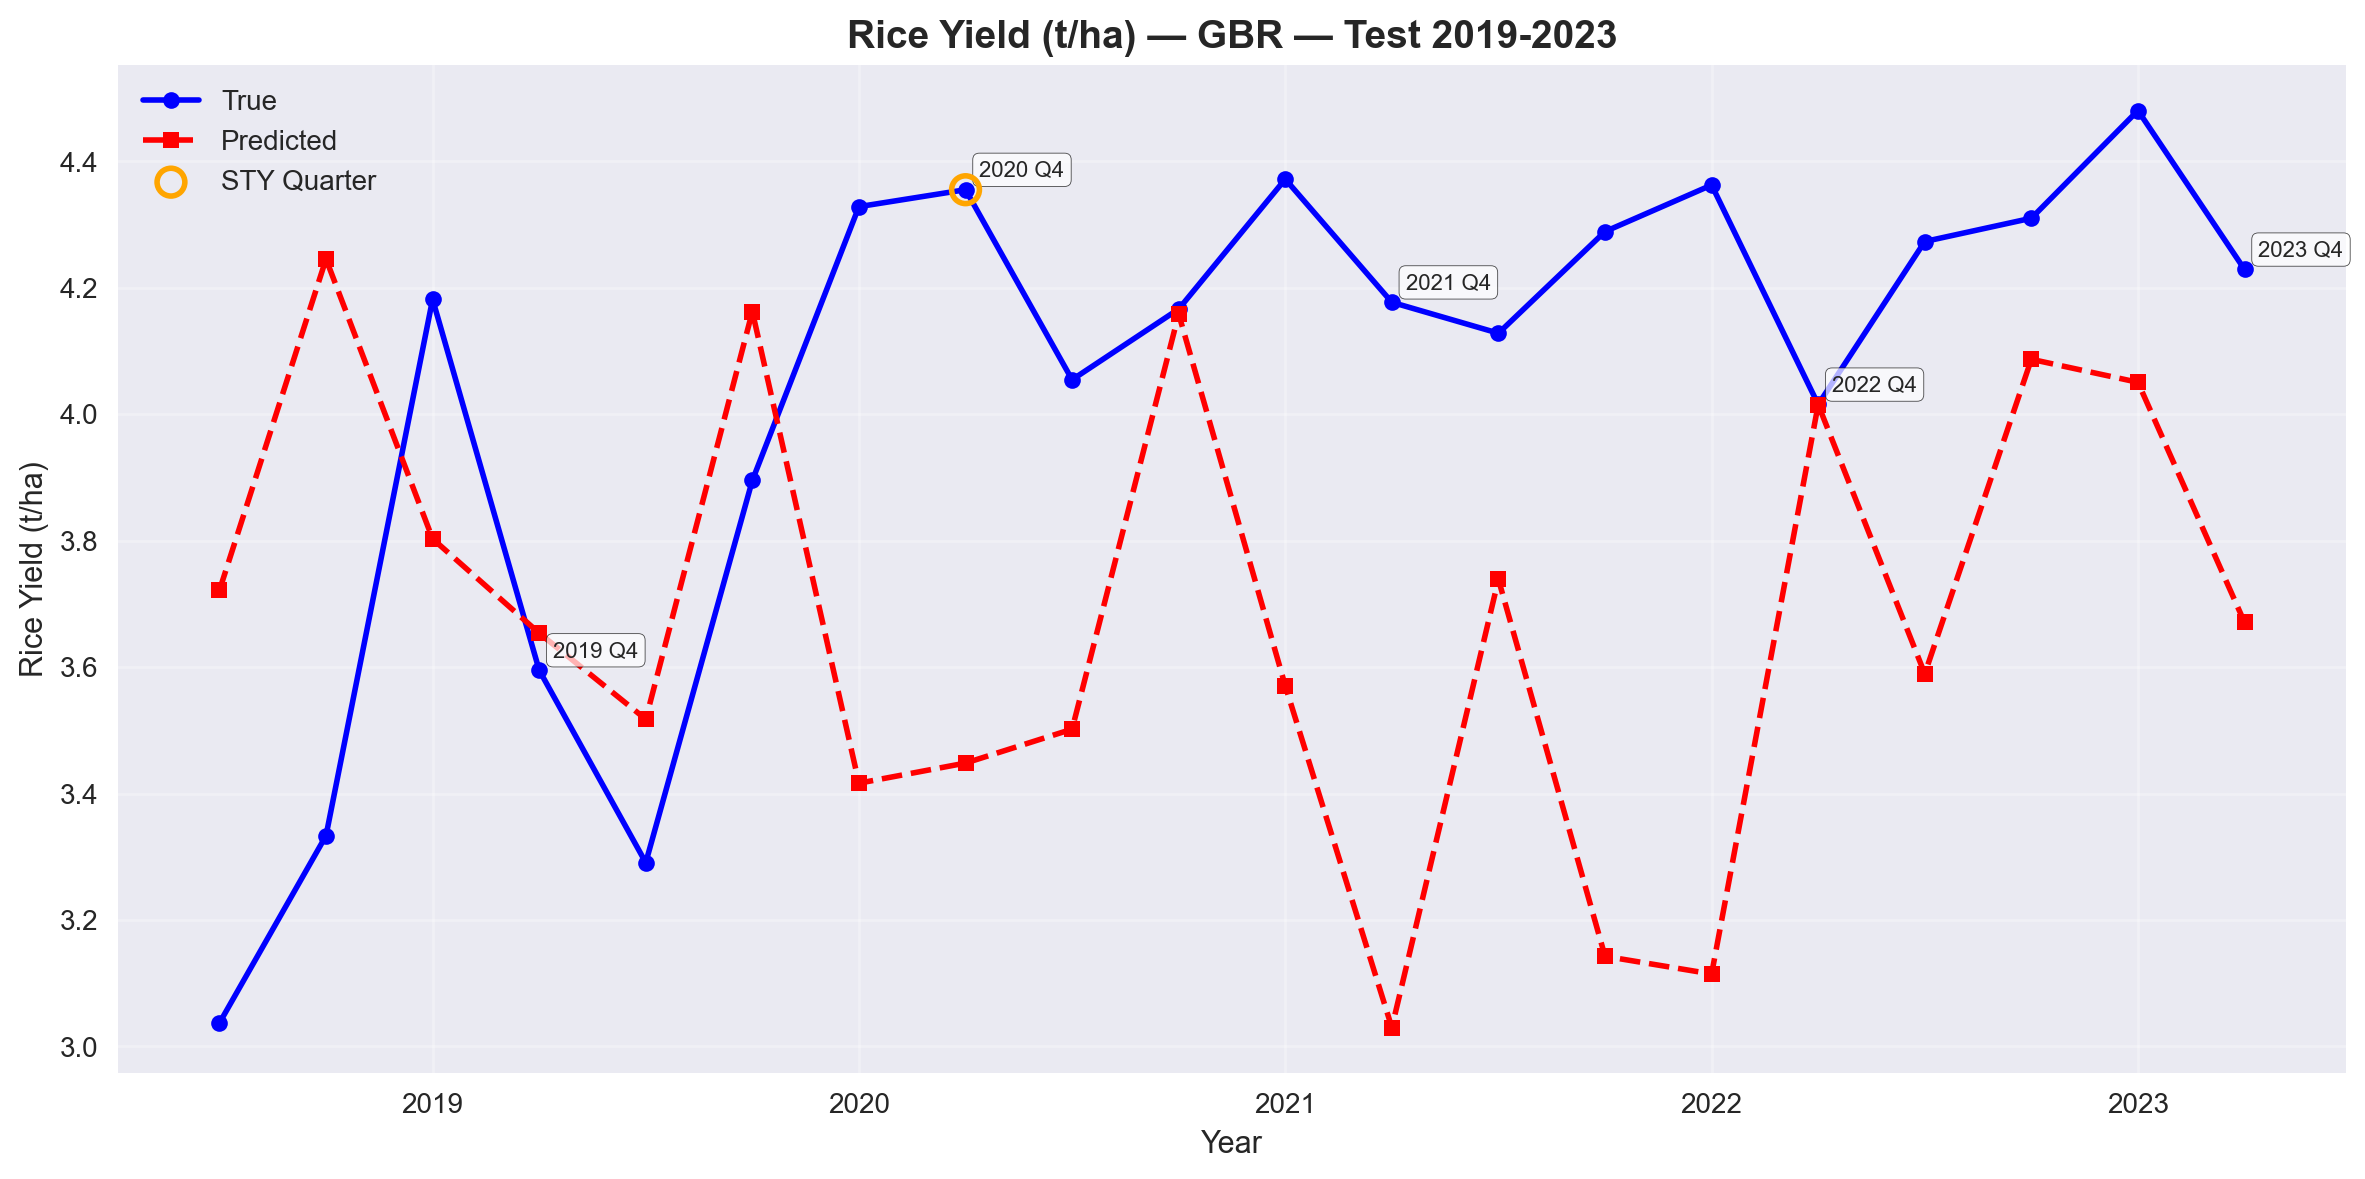 Rice Yield (t/ha) — GBR — Test 2019-2023
True
Predicted
STY Quarter
2020 Q4
2023 Q4
2021 Q4
2022 Q4
2019 Q4
4.4
4.2
4.0
3.8
3.6
3.4
3.2
3.0
Rice Yield (t/ha)
2019 2020 2021 2022 2023
Year